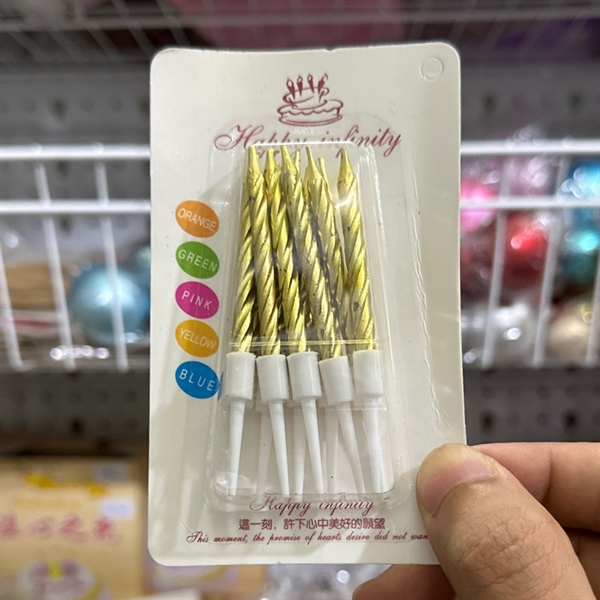 Happy infinity
ORANGE
GREEN
PINK
YELLOW
BLUE
Happy infinity
這一刻，許下心中美好的願望
This moment, the promise of hearts desire did not wan